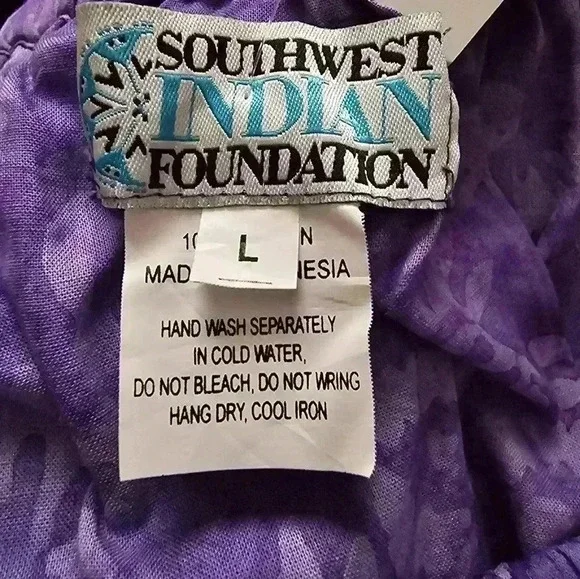 SOUTHWEST
INDIAN
FOUNDATION
L
HAND WASH SEPARATELY
IN COLD WATER,
DO NOT BLEACH, DO NOT WRING
HANG DRY, COOL IRON